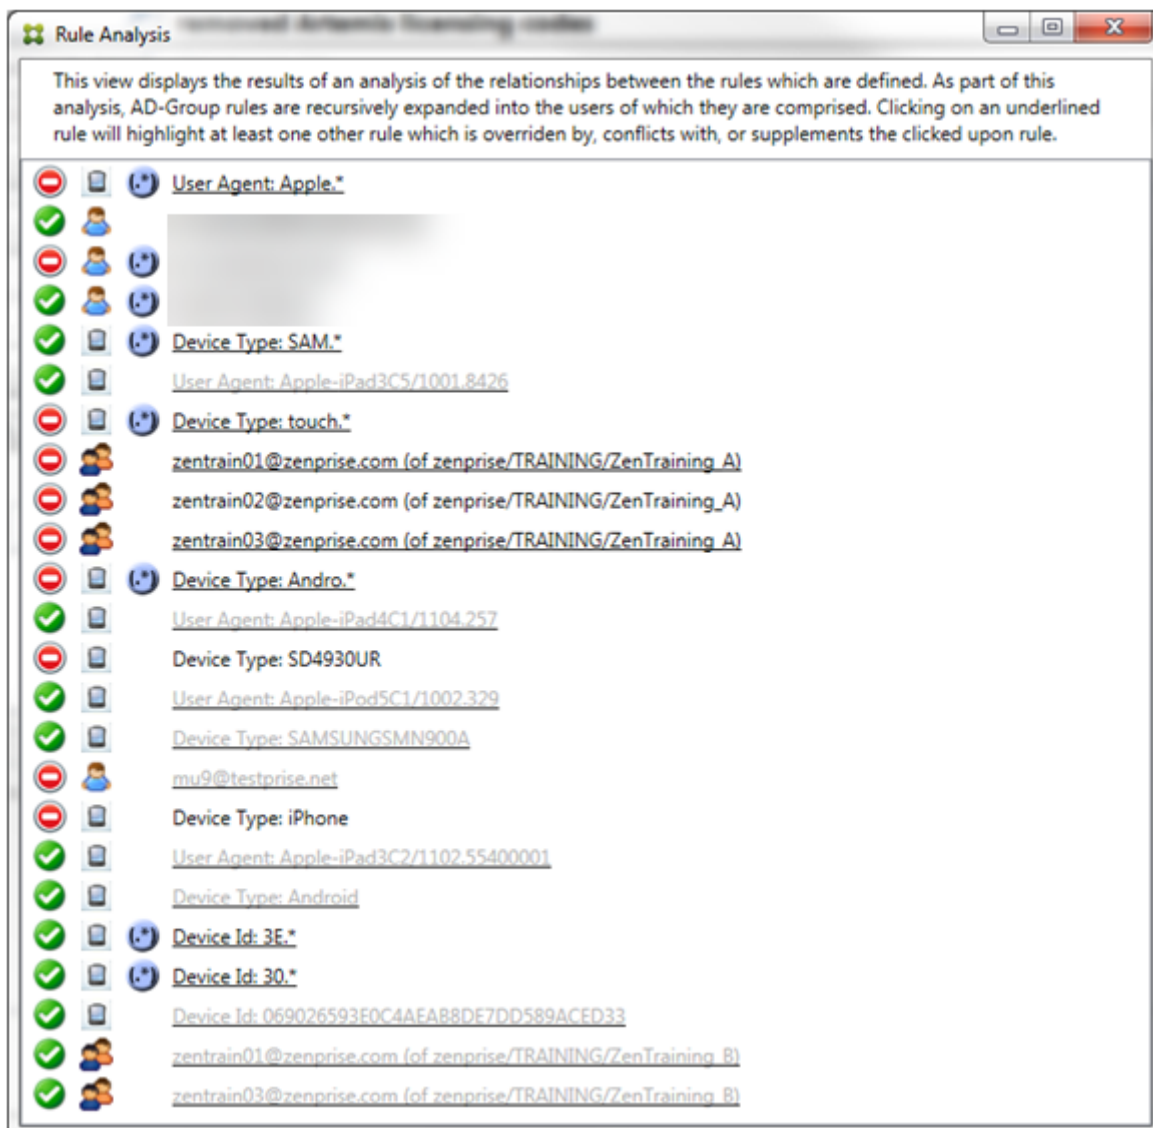 removed Artemis licensing codes
Rule Analysis
This view displays the results of an analysis of the relationships between the rules which are defined. As part of this
analysis, AD-Group rules are recursively expanded into the users of which they are comprised. Clicking on an underlined
rule will highlight at least one other rule which is overriden by, conflicts with, or supplements the clicked upon rule.
(.*) User Agent: Apple.*
(.*)
(.*)
(.*) Device Type: SAM.*
User Agent: Apple-iPad3C5/1001.8426
(.*) Device Type: touch.*
zentrain01@zenprise.com (of zenprise/TRAINING/ZenTraining_A)
zentrain02@zenprise.com (of zenprise/TRAINING/ZenTraining_A)
zentrain03@zenprise.com (of zenprise/TRAINING/ZenTraining_A)
(.*) Device Type: Andro.*
User Agent: Apple-iPad4C1/1104.257
Device Type: SD4930UR
User Agent: Apple-iPod5C1/1002.329
Device Type: SAMSUNGSMN900A
mu9@testprise.net
Device Type: iPhone
User Agent: Apple-iPad3C2/1102.55400001
Device Type: Android
(.*) Device Id: 3E.*
(.*) Device Id: 30.*
Device Id: 069026593E0C4AEAB8DE7DD589ACED33
zentrain01@zenprise.com (of zenprise/TRAINING/ZenTraining_B)
zentrain03@zenprise.com (of zenprise/TRAINING/ZenTraining_B)